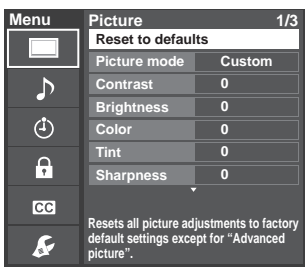 Menu
Picture 1/3
Reset to defaults
Picture mode Custom
Contrast 0
Brightness 0
Color 0
Tint 0
Sharpness 0
CC
Resets all picture adjustments to factory
default settings except for “Advanced
picture”.